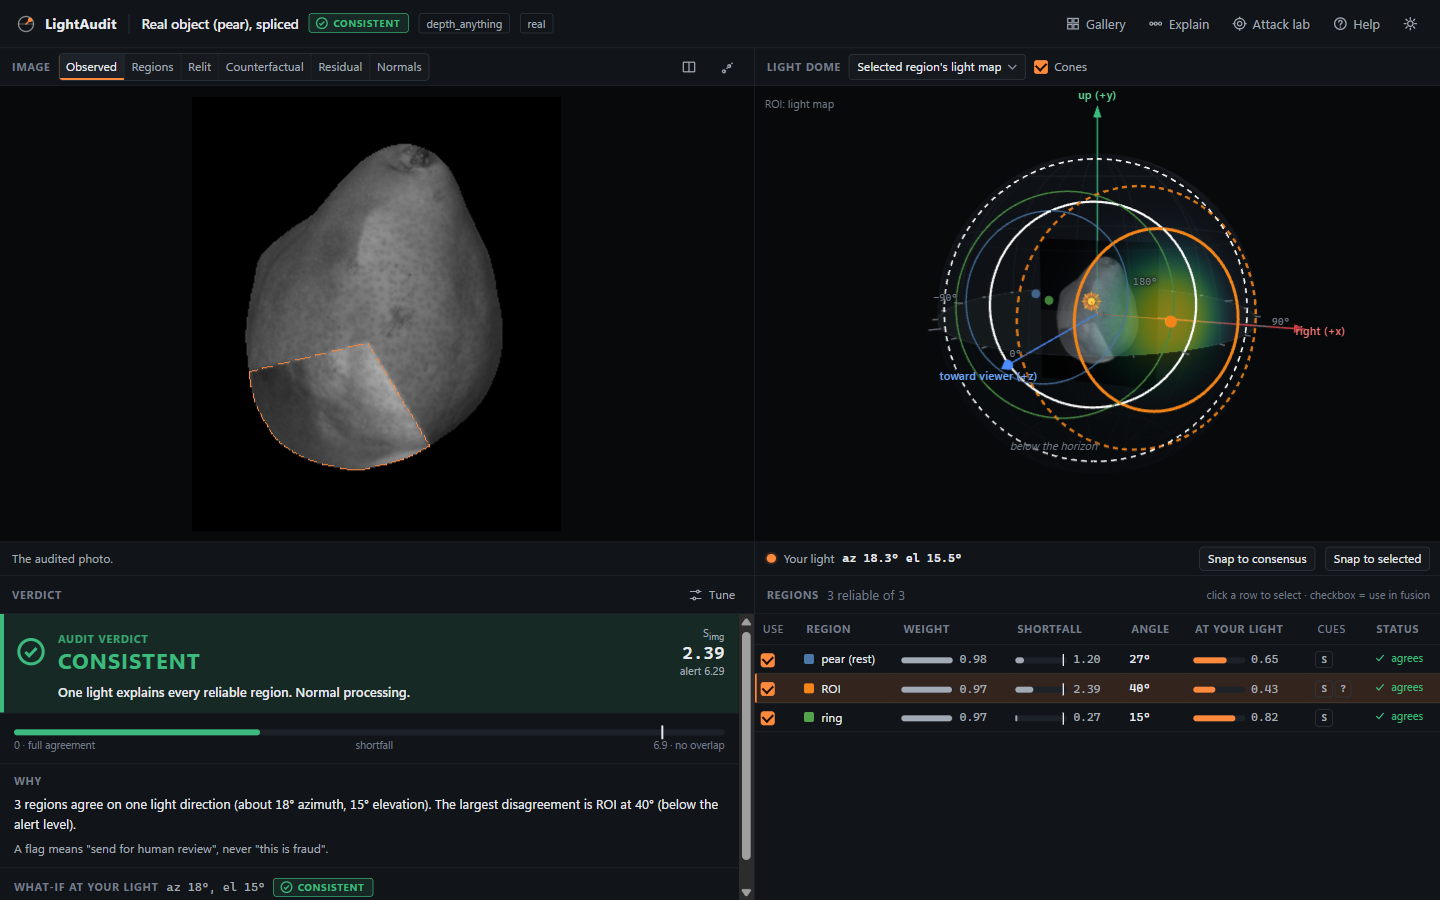 LightAudit
Real object (pear), spliced
CONSISTENT
depth_anything
real
Gallery
Explain
Attack lab
Help
IMAGE
Observed
Regions
Relit
Counterfactual
Residual
Normals
LIGHT DOME
Selected region's light map
Cones
ROI: light map
up (+y)
180°
-90°
90°
right (+x)
0°
toward viewer (+z)
below the horizon
The audited photo.
Your light az 18.3° el 15.5°
Snap to consensus
Snap to selected
VERDICT
Tune
REGIONS 3 reliable of 3
click a row to select · checkbox = use in fusion
AUDIT VERDICT
CONSISTENT
One light explains every reliable region. Normal processing.
Simg
2.39
alert 6.29
0 · full agreement
shortfall
6.9 · no overlap
WHY
3 regions agree on one light direction (about 18° azimuth, 15° elevation). The largest disagreement is ROI at 40° (below the
alert level).
A flag means "send for human review", never "this is fraud".
WHAT-IF AT YOUR LIGHT az 18°, el 15° CONSISTENT
USE REGION WEIGHT SHORTFALL ANGLE AT YOUR LIGHT CUES STATUS
pear (rest) 0.98 1.20 27° 0.65 S agrees
ROI 0.97 2.39 40° 0.43 S ? agrees
ring 0.97 0.27 15° 0.82 S agrees